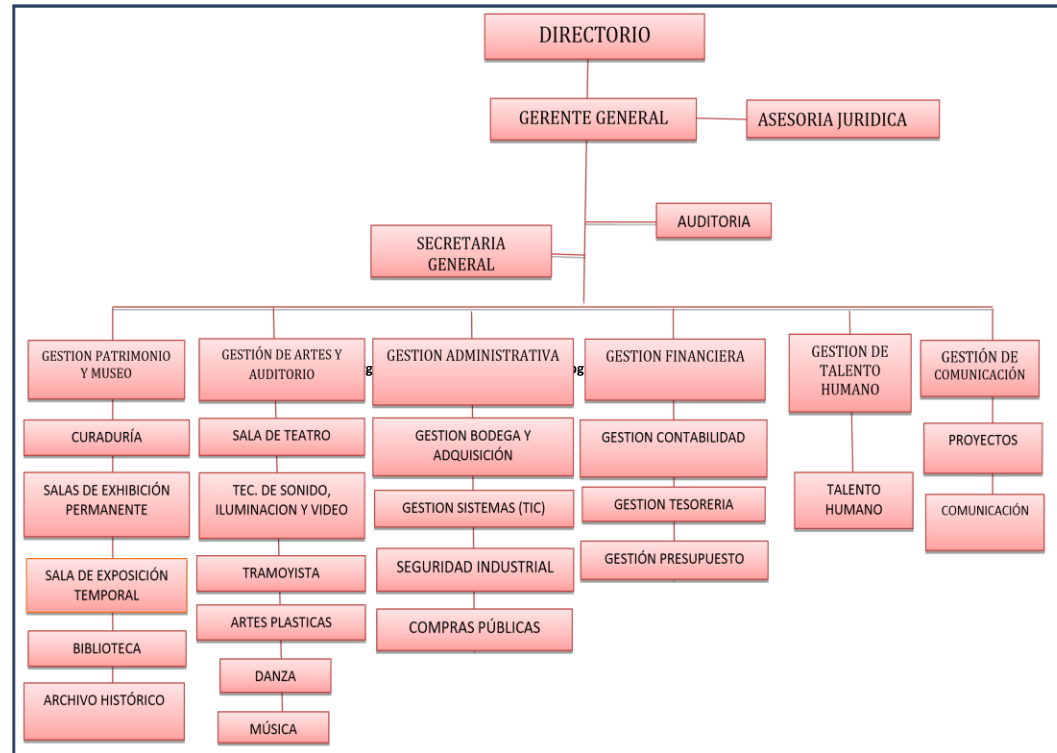 DIRECTORIO
GERENTE GENERAL
ASESORIA JURIDICA
AUDITORIA
SECRETARIA
GENERAL
GESTION PATRIMONIO
Y MUSEO
CURADURÍA
SALAS DE EXHIBICIÓN
PERMANENTE
SALA DE EXPOSICIÓN
TEMPORAL
BIBLIOTECA
ARCHIVO HISTÓRICO
GESTIÓN DE ARTES Y
AUDITORIO
SALA DE TEATRO
TEC. DE SONIDO,
ILUMINACION Y VIDEO
TRAMOYISTA
ARTES PLASTICAS
DANZA
MÚSICA
GESTION ADMINISTRATIVA
GESTION BODEGA Y
ADQUISICIÓN
GESTION SISTEMAS (TIC)
SEGURIDAD INDUSTRIAL
COMPRAS PÚBLICAS
GESTION FINANCIERA
GESTION CONTABILIDAD
GESTION TESORERIA
GESTIÓN PRESUPUESTO
GESTION DE
TALENTO
HUMANO
TALENTO
HUMANO
GESTIÓN DE
COMUNICACIÓN
PROYECTOS
COMUNICACIÓN